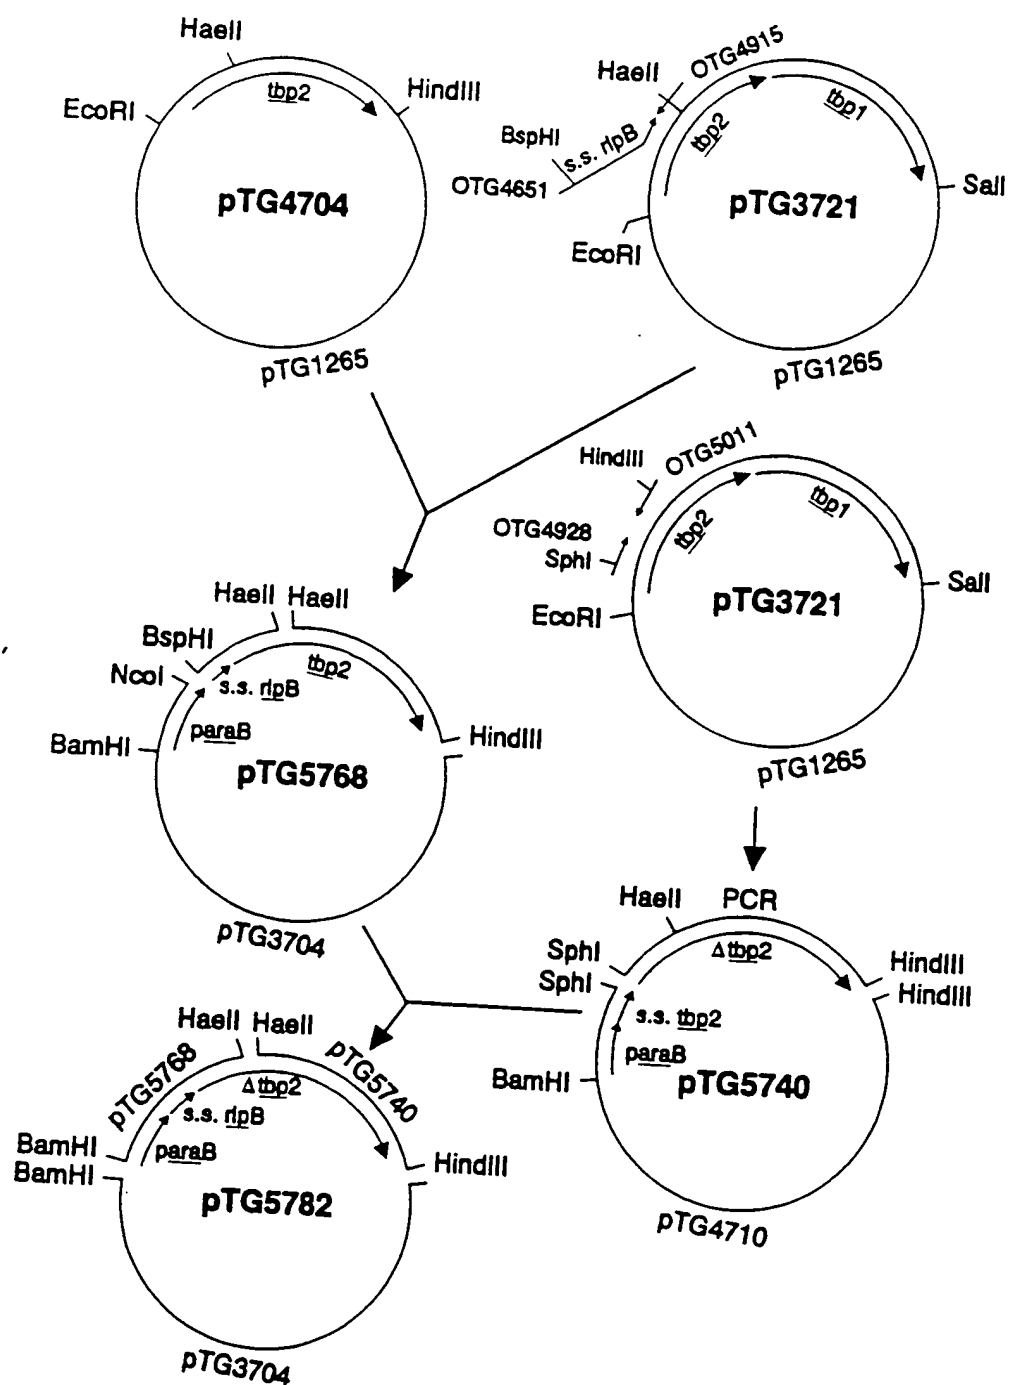 HaeII
EcoRI
HindIII
tbp2
pTG4704
pTG1265
OTG4915
HaeII
BspHI
s.s. rlpB
OTG4651
tbp2
tbp1
SalI
pTG3721
EcoRI
pTG1265
HindIII
OTG5011
OTG4928
SphI
tbp2
tbp1
EcoRI
SalI
pTG3721
pTG1265
HaeII HaeII
BspHI
NcoI
tbp2
s.s. rlpB
paraB
BamHI
HindIII
pTG5768
pTG3704
HaeII
PCR
SphI
SphI
Δtbp2
HindIII
HindIII
s.s. tbp2
paraB
BamHI
pTG5740
pTG4710
HaeII HaeII
pTG5768
pTG5740
Δtbp2
s.s. rlpB
paraB
BamHI
BamHI
HindIII
pTG5782
pTG3704